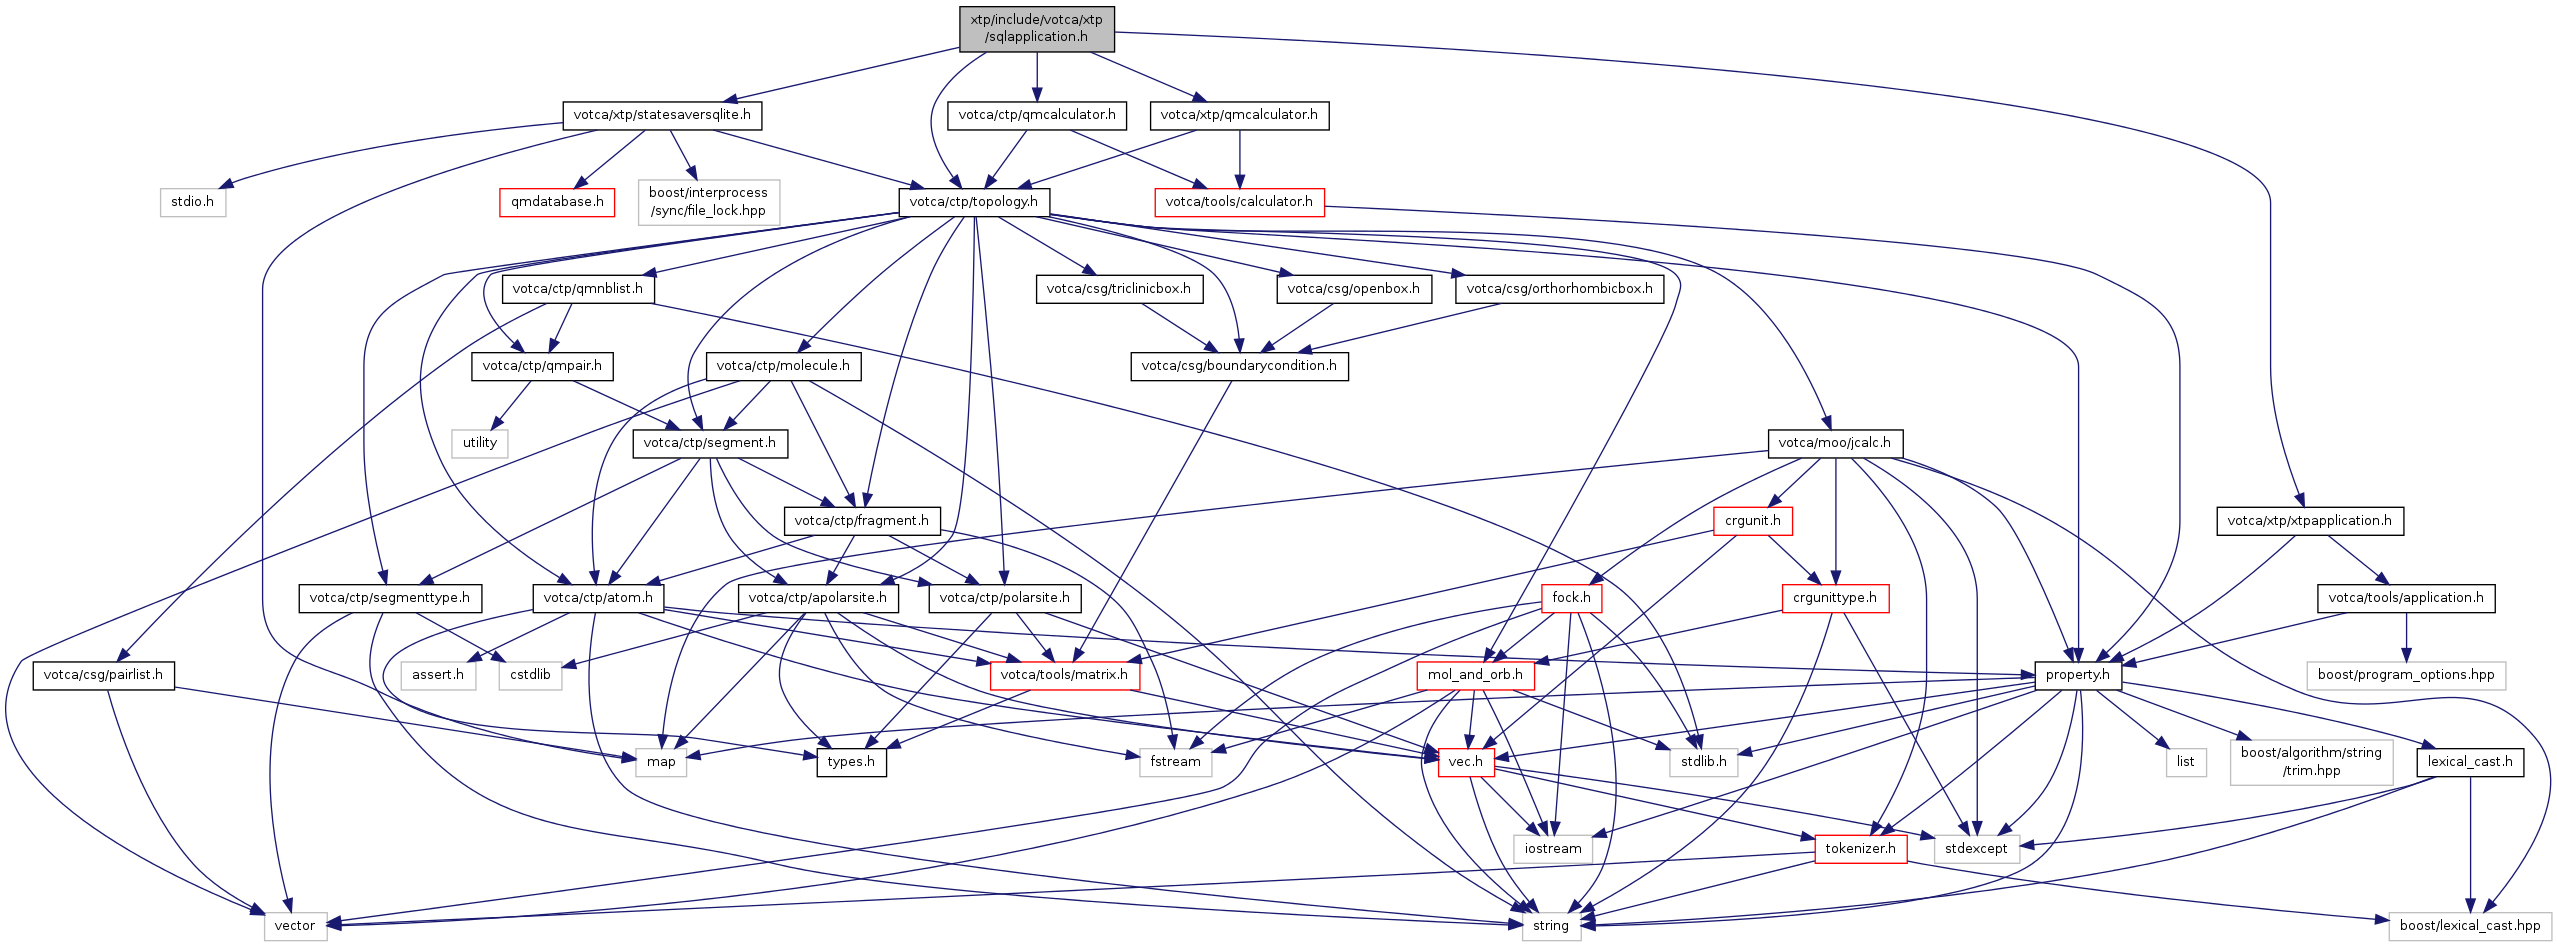 xtp/include/votca/xtp
/sqlapplication.h
votca/xtp/statesaversqlite.h
votca/ctp/qmcalculator.h
votca/xtp/qmcalculator.h
stdio.h
qmdatabase.h
boost/interprocess
/sync/file_lock.hpp
votca/ctp/topology.h
votca/tools/calculator.h
votca/ctp/qmnblist.h
votca/csg/triclinicbox.h
votca/csg/openbox.h
votca/csg/orthorhombicbox.h
votca/ctp/qmpair.h
votca/ctp/molecule.h
votca/csg/boundarycondition.h
utility
votca/ctp/segment.h
votca/moo/jcalc.h
votca/ctp/fragment.h
crgunit.h
votca/xtp/xtpapplication.h
votca/ctp/segmenttype.h
votca/ctp/atom.h
votca/ctp/apolarsite.h
votca/ctp/polarsite.h
fock.h
crgunittype.h
votca/tools/application.h
votca/csg/pairlist.h
assert.h
cstdlib
votca/tools/matrix.h
mol_and_orb.h
property.h
boost/program_options.hpp
map
types.h
fstream
vec.h
stdlib.h
list
boost/algorithm/string
/trim.hpp
lexical_cast.h
iostream
tokenizer.h
stdexcept
vector
string
boost/lexical_cast.hpp